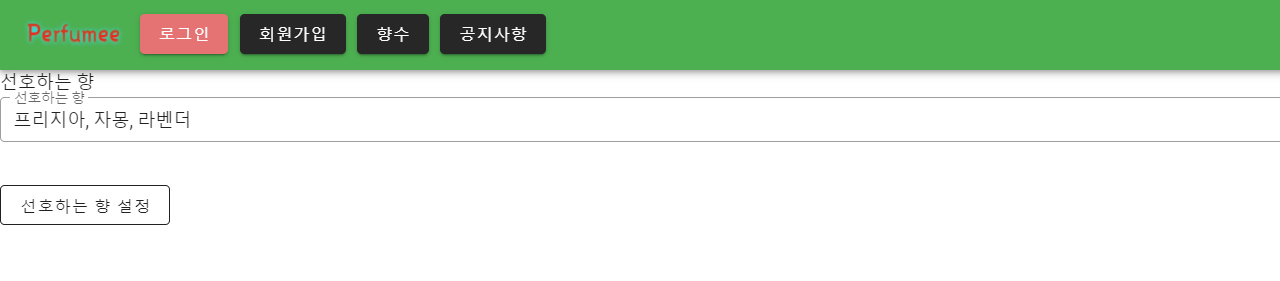 Perfumee 로그인 회원가입 향수 공지사항
선호하는 향
선호하는 향
프리지아, 자몽, 라벤더
선호하는 향 설정